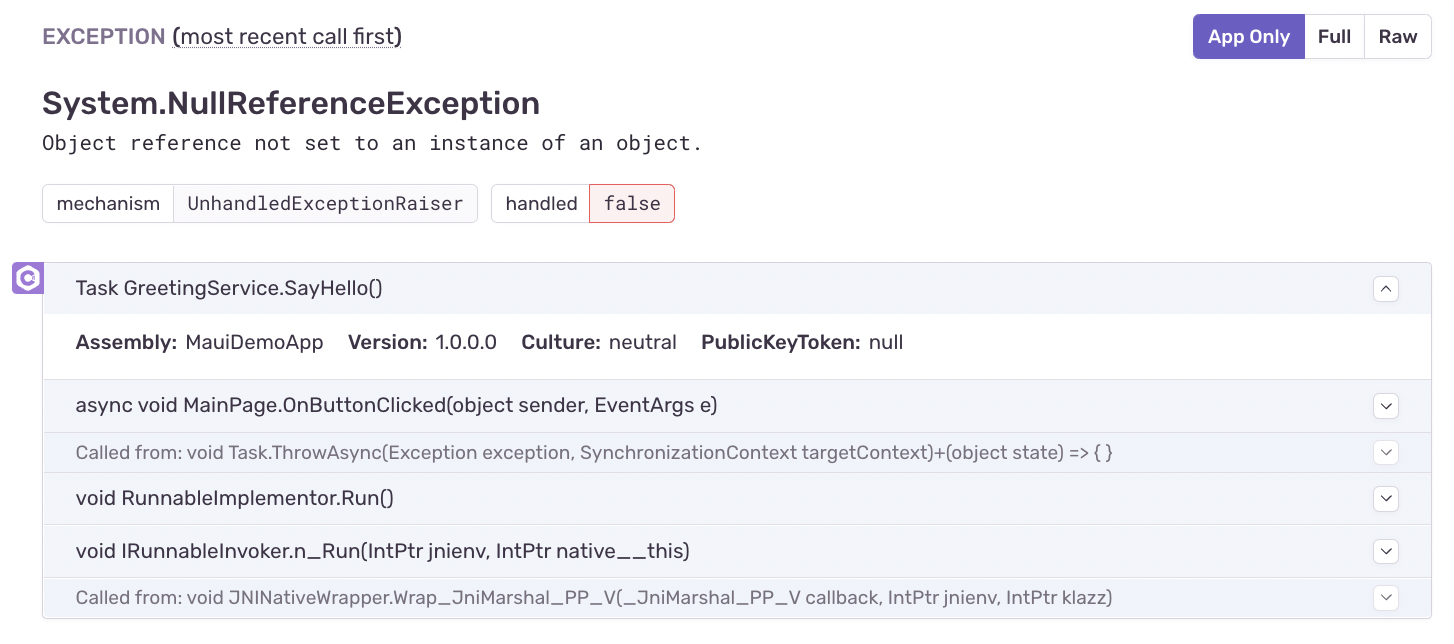 EXCEPTION (most recent call first)
App Only Full Raw
System.NullReferenceException
Object reference not set to an instance of an object.
mechanism UnhandledExceptionRaiser handled false
Task GreetingService.SayHello()
Assembly: MauiDemoApp Version: 1.0.0.0 Culture: neutral PublicKeyToken: null
async void MainPage.OnButtonClicked(object sender, EventArgs e)
Called from: void Task.ThrowAsync(Exception exception, SynchronizationContext targetContext)+(object state) => { }
void RunnableImplementor.Run()
void IRunnableInvoker.n_Run(IntPtr jnienv, IntPtr native__this)
Called from: void JNINativeWrapper.Wrap_JniMarshal_PP_V(_JniMarshal_PP_V callback, IntPtr jnienv, IntPtr klazz)